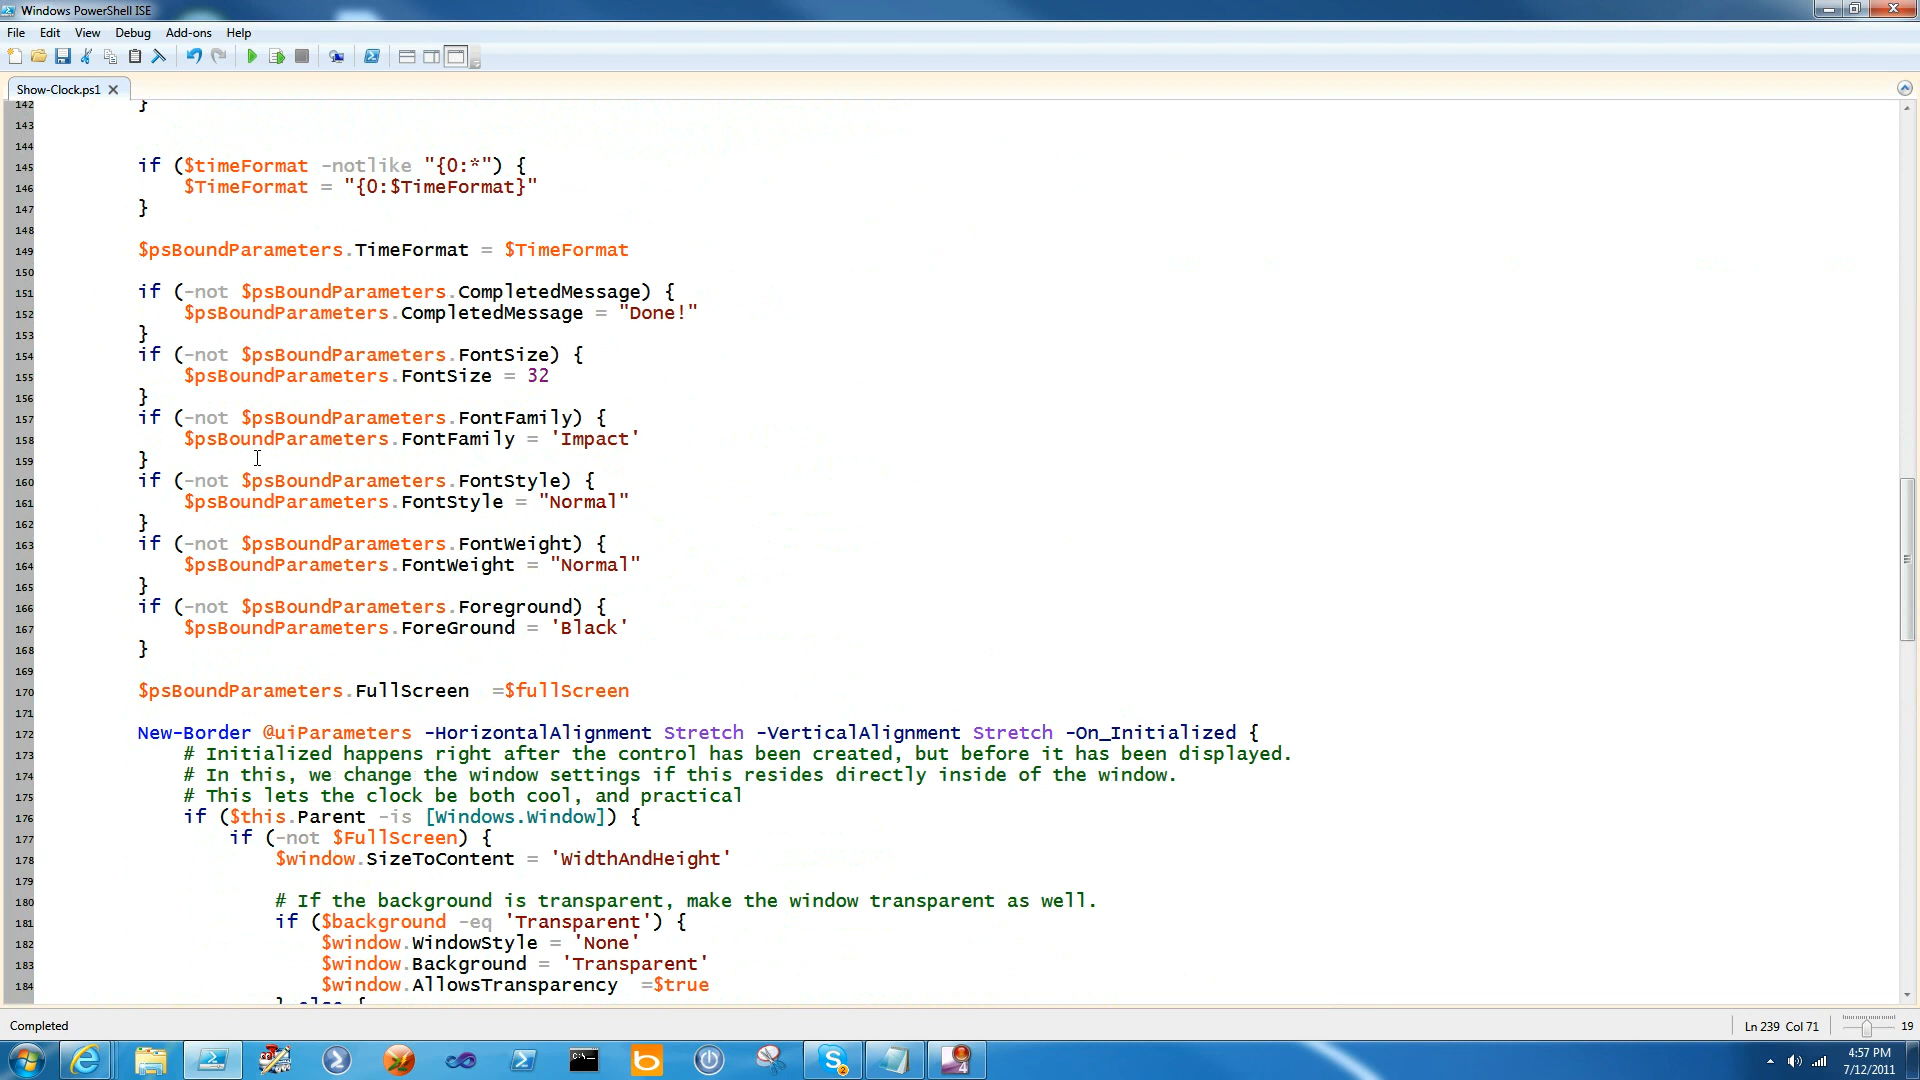 Windows PowerShell ISE
File Edit View Debug Add-ons Help
Show-Clock.ps1
142 }
143
144
145 if ($timeFormat -notlike "{0:*") {
146 $TimeFormat = "{0:$TimeFormat}"
147 }
148
149 $psBoundParameters.TimeFormat = $TimeFormat
150
151 if (-not $psBoundParameters.CompletedMessage) {
152 $psBoundParameters.CompletedMessage = "Done!"
153 }
154 if (-not $psBoundParameters.FontSize) {
155 $psBoundParameters.FontSize = 32
156 }
157 if (-not $psBoundParameters.FontFamily) {
158 $psBoundParameters.FontFamily = 'Impact'
159 }
160 if (-not $psBoundParameters.FontStyle) {
161 $psBoundParameters.FontStyle = "Normal"
162 }
163 if (-not $psBoundParameters.FontWeight) {
164 $psBoundParameters.FontWeight = "Normal"
165 }
166 if (-not $psBoundParameters.Foreground) {
167 $psBoundParameters.ForeGround = 'Black'
168 }
169
170 $psBoundParameters.FullScreen =$fullScreen
171
172 New-Border @uiParameters -HorizontalAlignment Stretch -VerticalAlignment Stretch -On_Initialized {
173 # Initialized happens right after the control has been created, but before it has been displayed.
174 # In this, we change the window settings if this resides directly inside of the window.
175 # This lets the clock be both cool, and practical
176 if ($this.Parent -is [Windows.Window]) {
177 if (-not $FullScreen) {
178 $window.SizeToContent = 'WidthAndHeight'
179
180 # If the background is transparent, make the window transparent as well.
181 if ($background -eq 'Transparent') {
182 $window.WindowStyle = 'None'
183 $window.Background = 'Transparent'
184 $window.AllowsTransparency =$true
} else {
Completed
Ln 239 Col 71
19
4:57 PM
7/12/2011